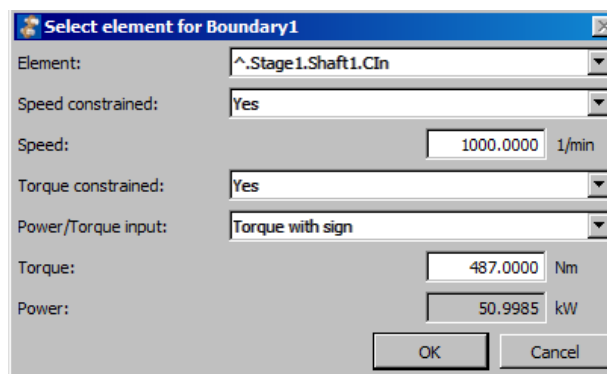 Select element for Boundary1
Element: ^.Stage1.Shaft1.CIn
Speed constrained: Yes
Speed: 1000.0000 1/min
Torque constrained: Yes
Power/Torque input: Torque with sign
Torque: 487.0000 Nm
Power: 50.9985 kW
OK Cancel